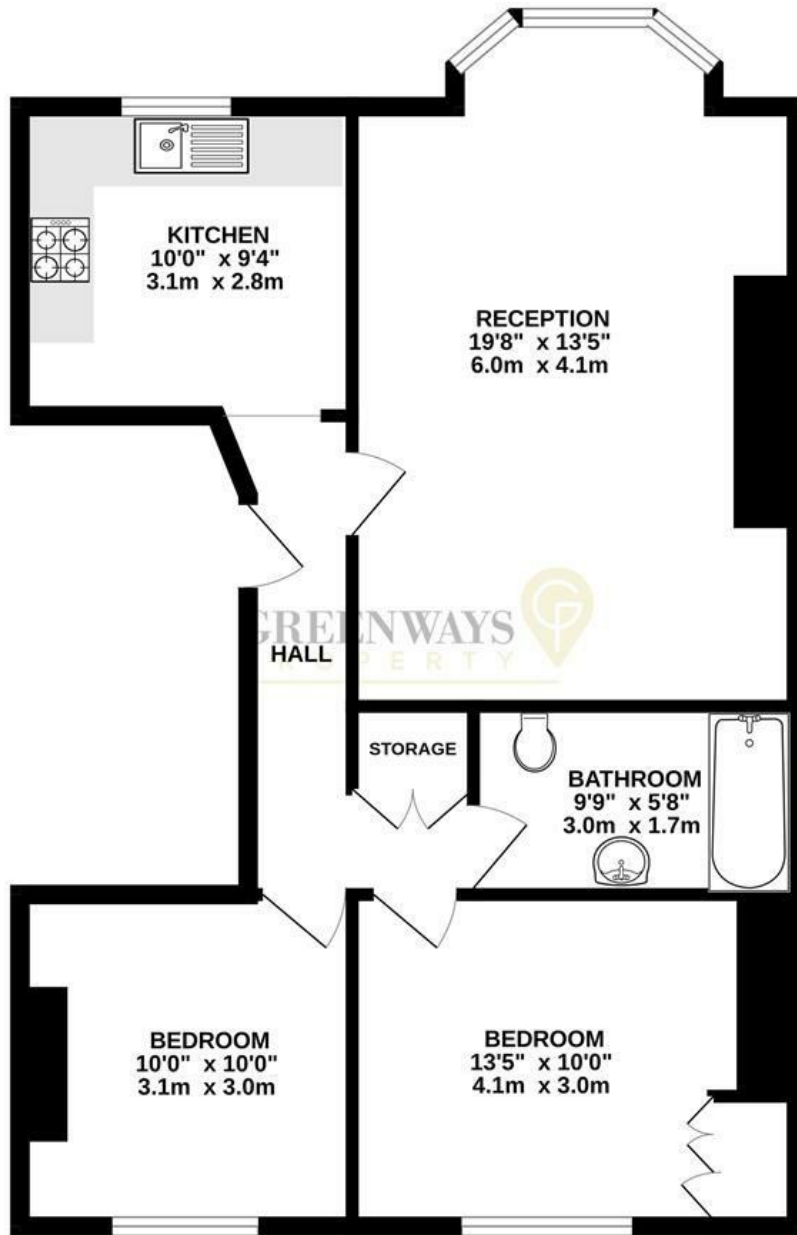 KITCHEN
10'0" x 9'4"
3.1m x 2.8m
RECEPTION
19'8" x 13'5"
6.0m x 4.1m
GREENWAYS
PROPERTY
HALL
STORAGE
BATHROOM
9'9" x 5'8"
3.0m x 1.7m
BEDROOM
10'0" x 10'0"
3.1m x 3.0m
BEDROOM
13'5" x 10'0"
4.1m x 3.0m